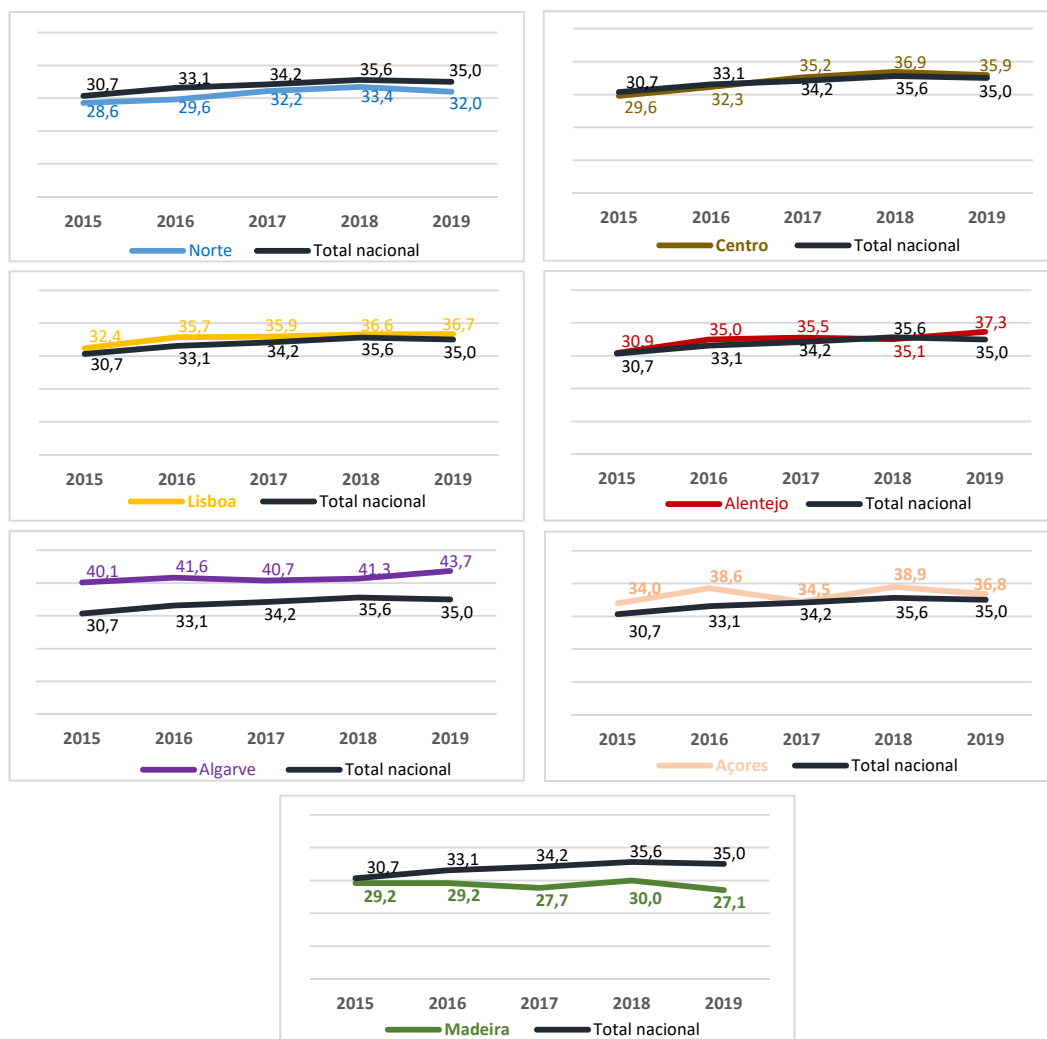 30,7 33,1 34,2 35,6 35,0
28,6 29,6 32,2 33,4 32,0
2015 2016 2017 2018 2019
Norte Total nacional
30,7 33,1 35,2 36,9 35,9
29,6 32,3 34,2 35,6 35,0
2015 2016 2017 2018 2019
Centro Total nacional
32,4 35,7 35,9 36,6 36,7
30,7 33,1 34,2 35,6 35,0
2015 2016 2017 2018 2019
Lisboa Total nacional
30,9 35,0 35,5 35,6 37,3
30,7 33,1 34,2 35,1 35,0
2015 2016 2017 2018 2019
Alentejo Total nacional
40,1 41,6 40,7 41,3 43,7
30,7 33,1 34,2 35,6 35,0
2015 2016 2017 2018 2019
Algarve Total nacional
34,0 38,6 34,5 38,9 36,8
30,7 33,1 34,2 35,6 35,0
2015 2016 2017 2018 2019
Açores Total nacional
30,7 33,1 34,2 35,6 35,0
29,2 29,2 27,7 30,0 27,1
2015 2016 2017 2018 2019
Madeira Total nacional